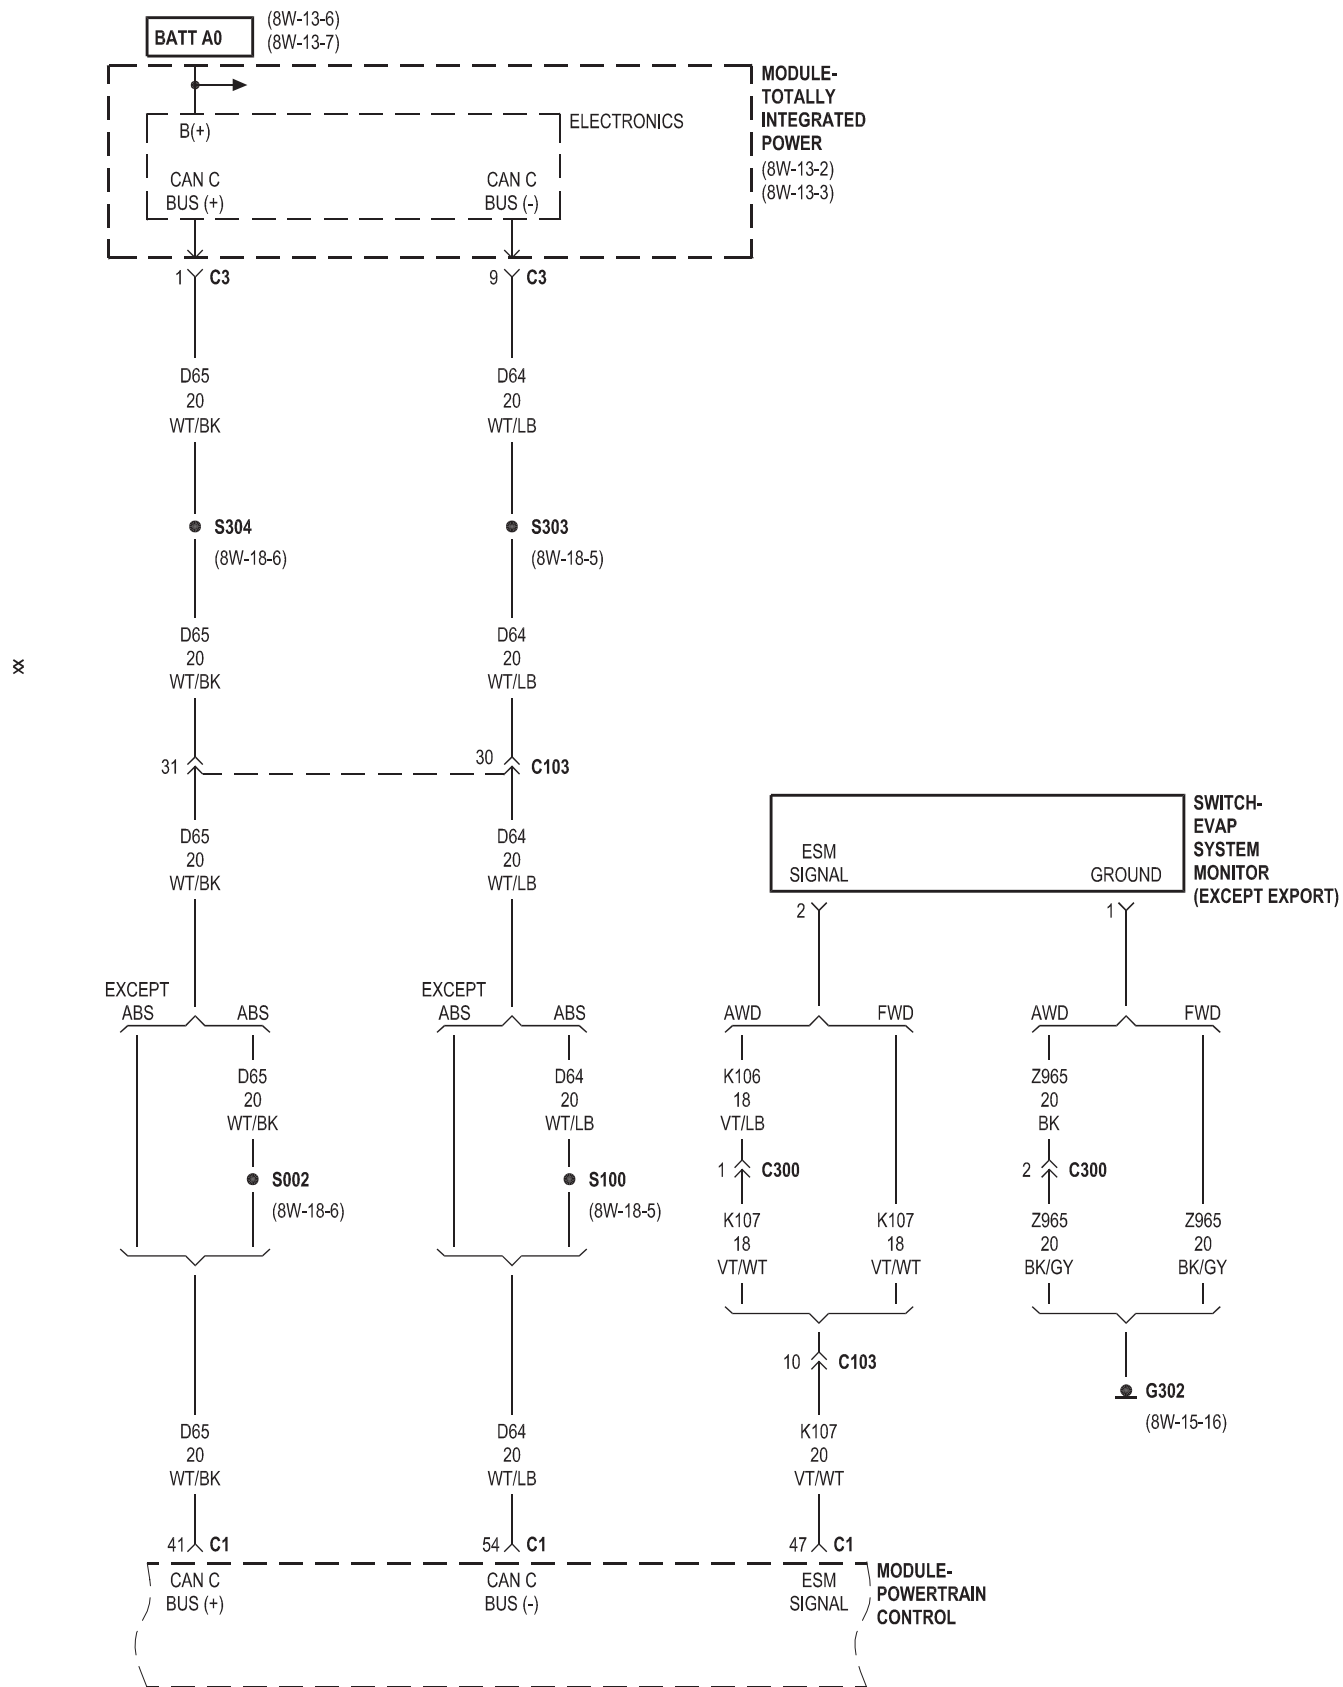 BATT A0
(8W-13-6)
(8W-13-7)
MODULE-
TOTALLY
INTEGRATED
POWER
(8W-13-2)
(8W-13-3)
ELECTRONICS
B(+)
CAN C
BUS (+)
CAN C
BUS (-)
1 C3
9 C3
D65
20
WT/BK
D64
20
WT/LB
S304
(8W-18-6)
S303
(8W-18-5)
D65
20
WT/BK
D64
20
WT/LB
xx
31
30
C103
D65
20
WT/BK
D64
20
WT/LB
SWITCH-
EVAP
SYSTEM
MONITOR
(EXCEPT EXPORT)
ESM
SIGNAL
GROUND
2
1
EXCEPT
ABS
ABS
EXCEPT
ABS
ABS
AWD
FWD
AWD
FWD
D65
20
WT/BK
D64
20
WT/LB
K106
18
VT/LB
Z965
20
BK
S002
(8W-18-6)
S100
(8W-18-5)
1 C300
2 C300
K107
18
VT/WT
K107
18
VT/WT
Z965
20
BK/GY
Z965
20
BK/GY
10 C103
G302
(8W-15-16)
D65
20
WT/BK
D64
20
WT/LB
K107
20
VT/WT
41 C1
54 C1
47 C1
CAN C
BUS (+)
CAN C
BUS (-)
ESM
SIGNAL
MODULE-
POWERTRAIN
CONTROL